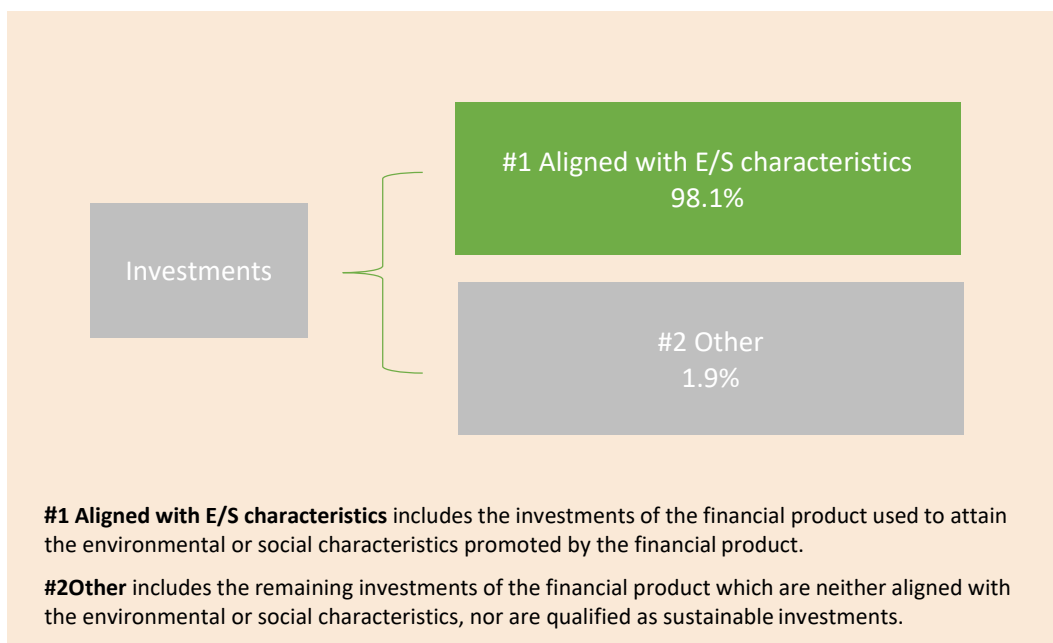 #1 Aligned with E/S characteristics
98.1%
Investments
#2 Other
1.9%
#1 Aligned with E/S characteristics includes the investments of the financial product used to attain
the environmental or social characteristics promoted by the financial product.
#2Other includes the remaining investments of the financial product which are neither aligned with
the environmental or social characteristics, nor are qualified as sustainable investments.